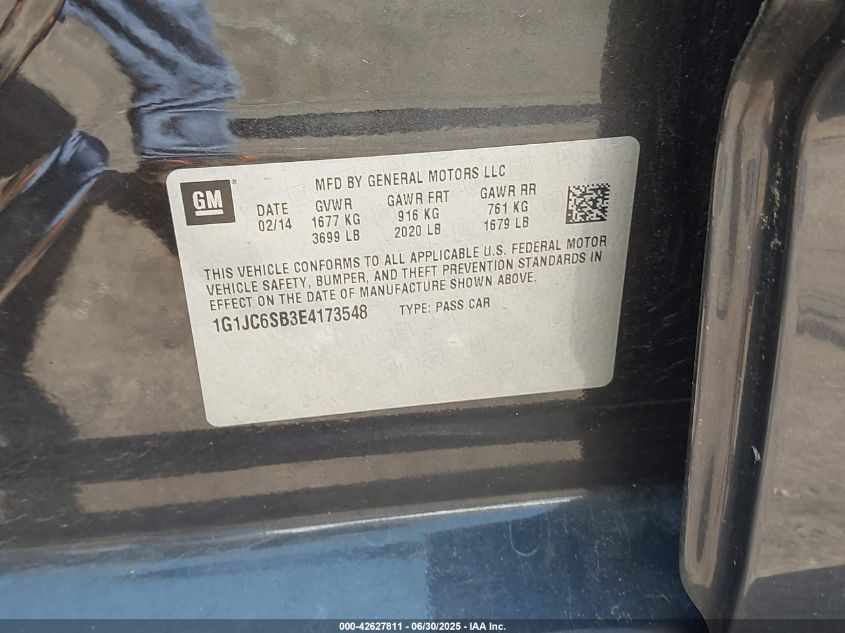 GM ®
MFD BY GENERAL MOTORS LLC
DATE GVWR GAWR FRT GAWR RR
02/14 1677 KG 916 KG 761 KG
3699 LB 2020 LB 1679 LB
THIS VEHICLE CONFORMS TO ALL APPLICABLE U.S. FEDERAL MOTOR
VEHICLE SAFETY, BUMPER, AND THEFT PREVENTION STANDARDS IN
EFFECT ON THE DATE OF MANUFACTURE SHOWN ABOVE.
1G1JC6SB3E4173548 TYPE: PASS CAR
000-42627811 - 06/30/2025 - IAA Inc.